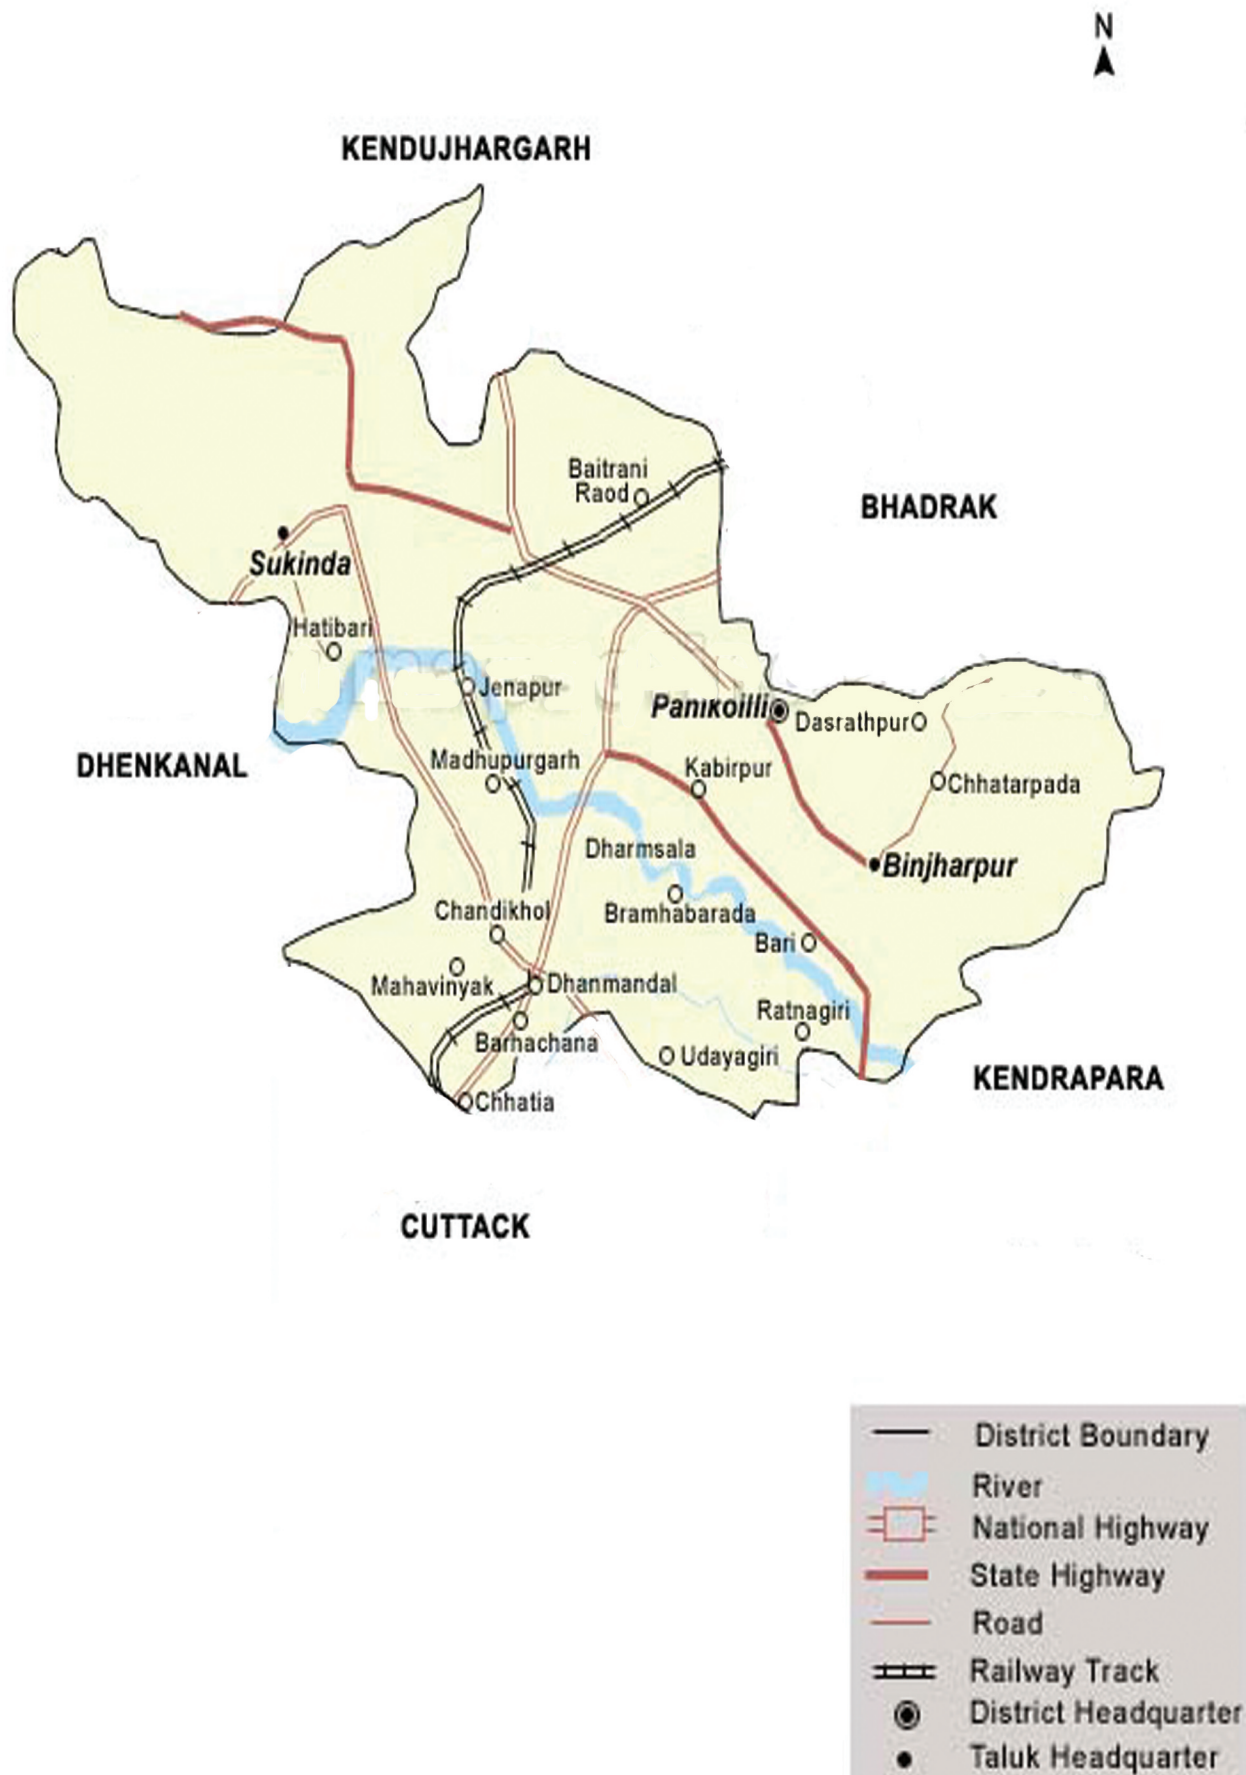 N
KENDUJHARGARH
Baitrani
Raod
BHADRAK
Sukinda
Hatibari
Jenapur
Panikoilli
Dasrathpur
Madhupurgarh
DHENKANAL
Kabirpur
Chhatarpada
Dharmsala
Binjharpur
Chandikhol
Bramhabarada
Bari
Mahavinyak
Dhanmandal
Ratnagiri
Barhachana
Udayagiri
KENDRAPARA
Chhatia
CUTTACK
District Boundary
River
National Highway
State Highway
Road
Railway Track
District Headquarter
Taluk Headquarter